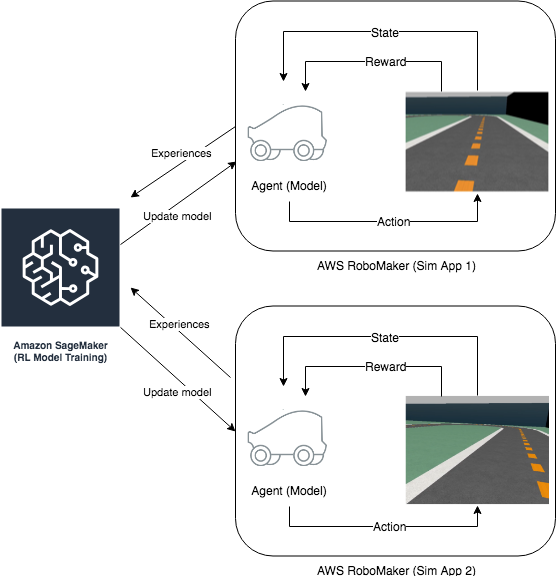 State
Reward
Agent (Model)
Action
AWS RoboMaker (Sim App 1)
Experiences
Update model
Amazon SageMaker
(RL Model Training)
Experiences
Update model
State
Reward
Agent (Model)
Action
AWS RoboMaker (Sim App 2)